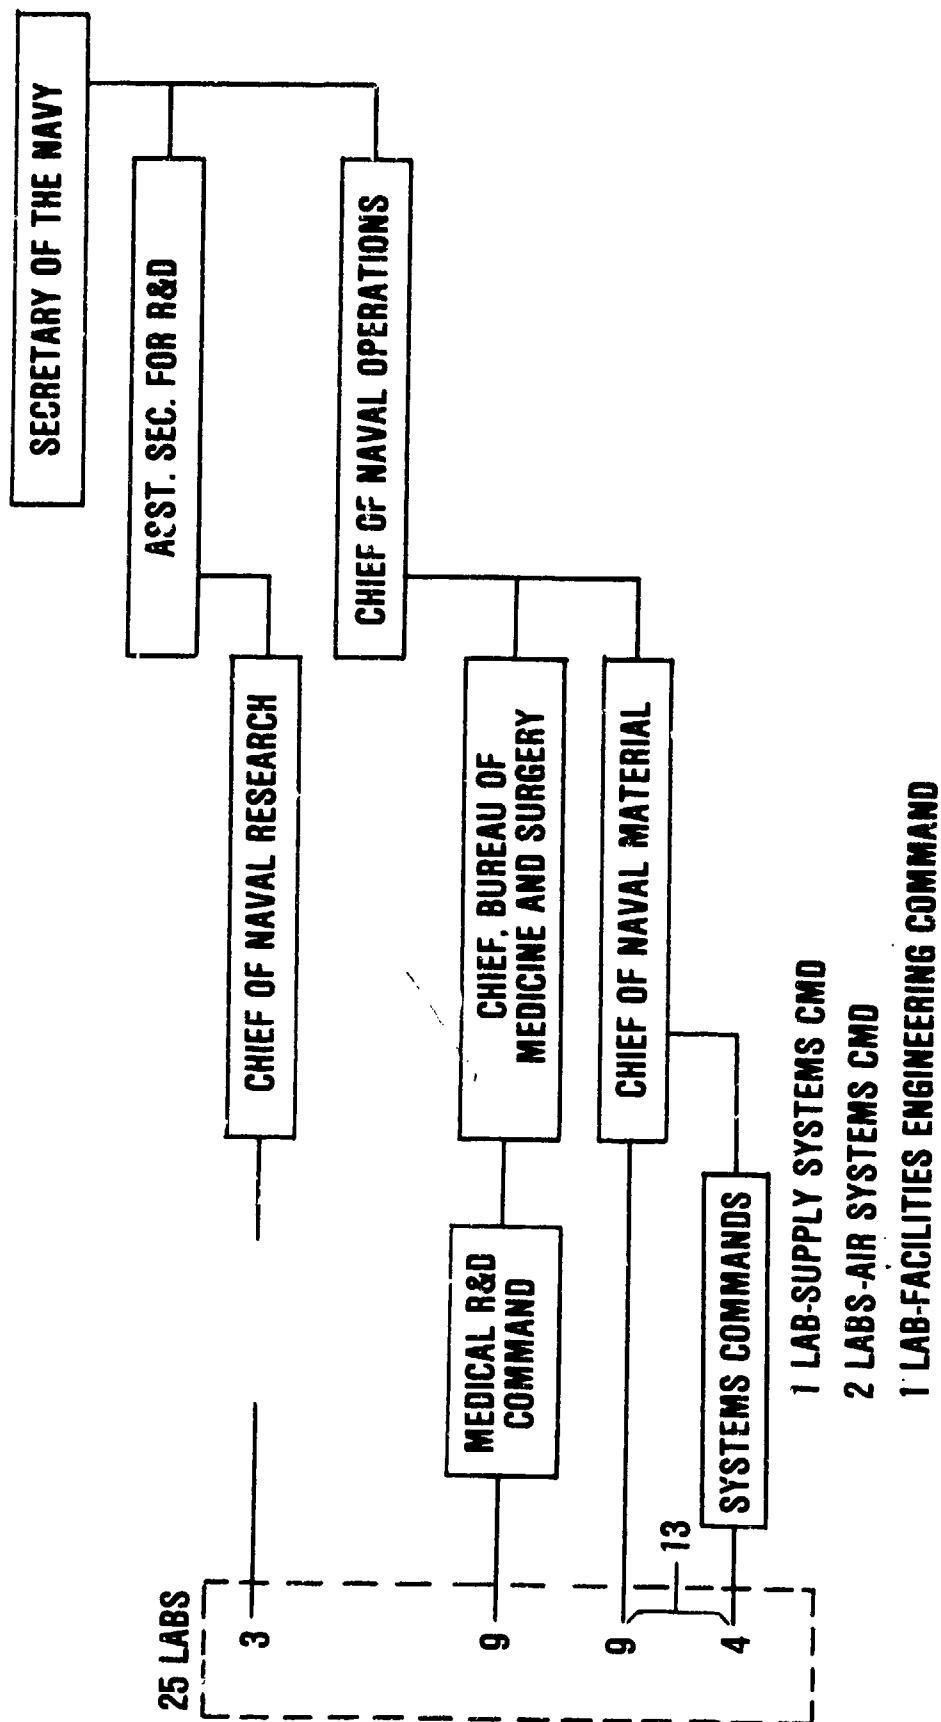 SECRETARY OF THE NAVY
ASST. SEC. FOR R&D
CHIEF OF NAVAL OPERATIONS
CHIEF OF NAVAL RESEARCH
CHIEF, BUREAU OF
MEDICINE AND SURGERY
CHIEF OF NAVAL MATERIAL
MEDICAL R&D
COMMAND
SYSTEMS COMMANDS
1 LAB-SUPPLY SYSTEMS CMD
2 LABS-AIR SYSTEMS CMD
1 LAB-FACILITIES ENGINEERING COMMAND
25 LABS
3
9
9
13
4